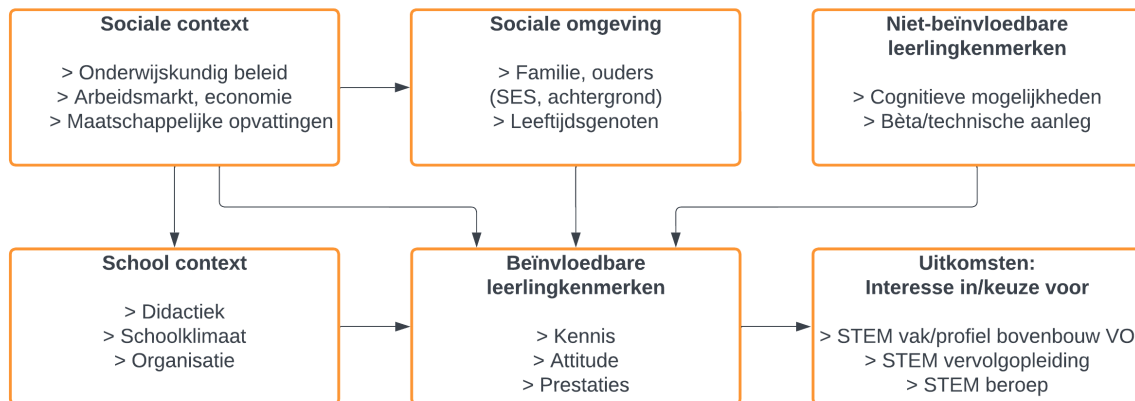 Sociale context
> Onderwijskundig beleid
> Arbeidsmarkt, economie
> Maatschappelijke opvattingen
Sociale omgeving
> Familie, ouders
(SES, achtergrond)
> Leeftijdsgenoten
Niet-beïnvloedbare
leerlingkenmerken
> Cognitieve mogelijkheden
> Bèta/technische aanleg
School context
> Didactiek
> Schoolklimaat
> Organisatie
Beïnvloedbare
leerlingkenmerken
> Kennis
> Attitude
> Prestaties
Uitkomsten:
Interesse in/keuze voor
> STEM vak/profiel bovenbouw VO
> STEM vervolgopleiding
> STEM beroep